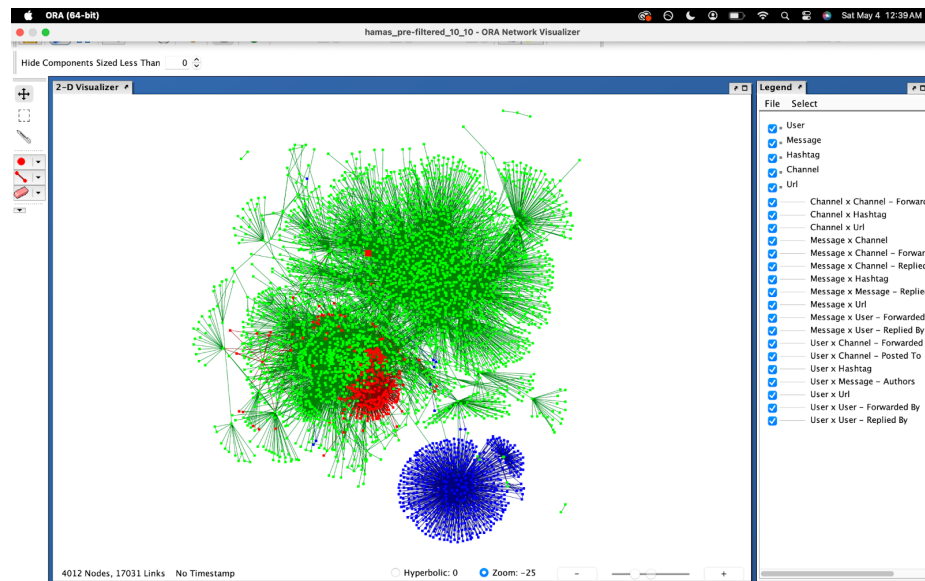 ORA (64-bit)
Sat May 4 12:39 AM
hamas_pre-filtered_10_10 - ORA Network Visualizer
Hide Components Sized Less Than 0
2-D Visualizer
Legend
File Select
User
Message
Hashtag
Channel
Url
Channel x Channel - Forward
Channel x Hashtag
Channel x Url
Message x Channel
Message x Channel - Forwar
Message x Channel - Replied
Message x Hashtag
Message x Message - Replied
Message x Url
Message x User - Forwarded
Message x User - Replied By
User x Channel - Forwarded
User x Channel - Posted To
User x Hashtag
User x Message - Authors
User x Url
User x User - Forwarded By
User x User - Replied By
4012 Nodes, 17031 Links No Timestamp
Hyperbolic: 0
Zoom: -25
- +